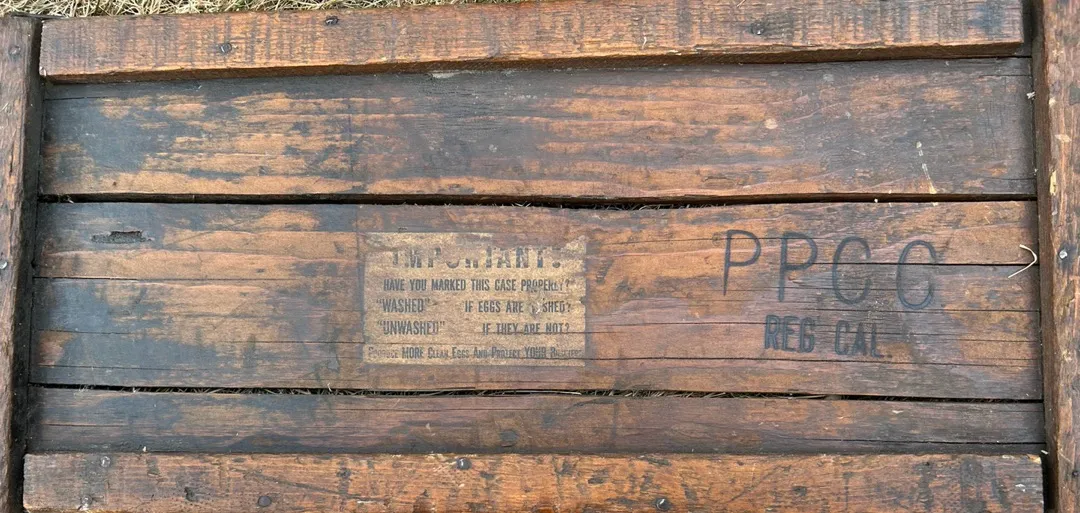 IMPORTANT!
HAVE YOU MARKED THIS CASE PROPERLY?
"WASHED" IF EGGS ARE WASHED?
"UNWASHED" IF THEY ARE NOT?
PRODUCE MORE CLEAN EGGS AND PROTECT YOUR
PPCC
REG CAL